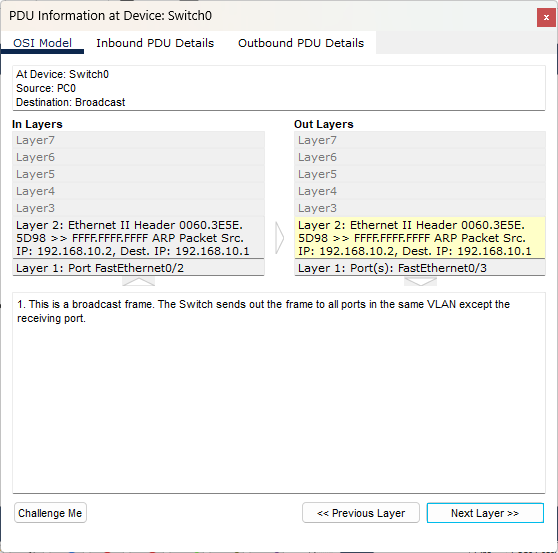 PDU Information at Device: Switch0
x
OSI Model Inbound PDU Details Outbound PDU Details
At Device: Switch0
Source: PC0
Destination: Broadcast
In Layers
Layer7
Layer6
Layer5
Layer4
Layer3
Layer 2: Ethernet II Header 0060.3E5E.
5D98 >> FFFF.FFFF.FFFF ARP Packet Src.
IP: 192.168.10.2, Dest. IP: 192.168.10.1
Layer 1: Port FastEthernet0/2
Out Layers
Layer7
Layer6
Layer5
Layer4
Layer3
Layer 2: Ethernet II Header 0060.3E5E.
5D98 >> FFFF.FFFF.FFFF ARP Packet Src.
IP: 192.168.10.2, Dest. IP: 192.168.10.1
Layer 1: Port(s): FastEthernet0/3
1. This is a broadcast frame. The Switch sends out the frame to all ports in the same VLAN except the
receiving port.
Challenge Me << Previous Layer Next Layer >>